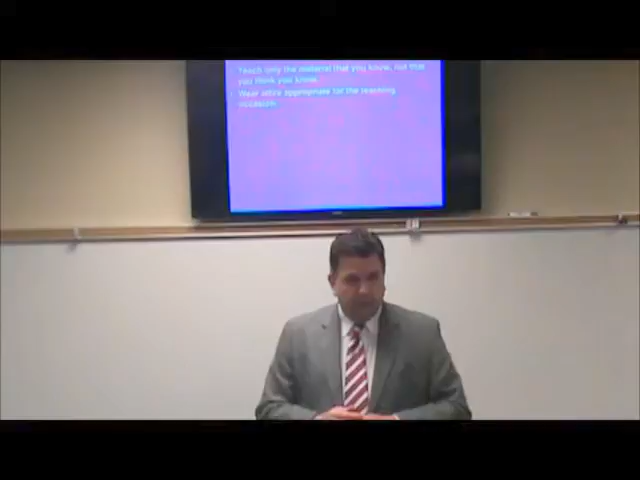 Teach only the material that you know, not that
you think you know.
Wear attire appropriate for the teaching
occasion.